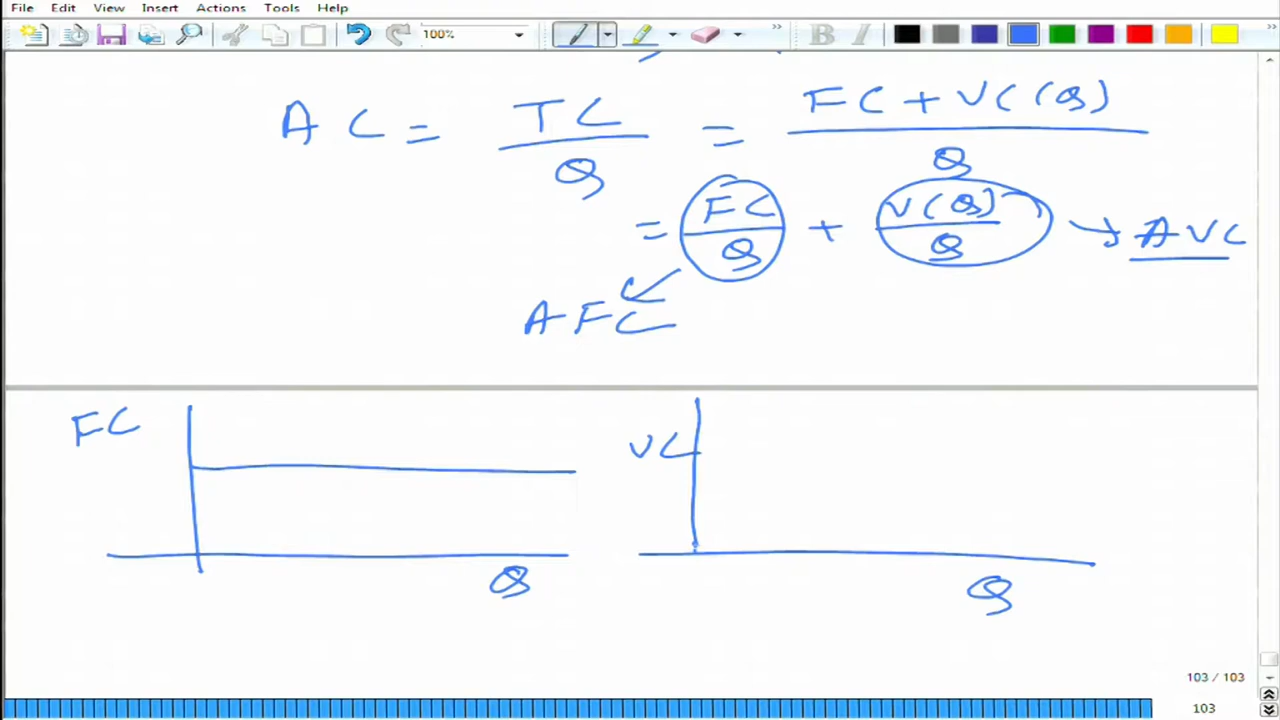 File Edit View Insert Actions Tools Help
100%
AC = TC / Q = FC + VC(Q) / Q
= FC / Q + V(Q) / Q → AVC
AFC
FC
VC
Q
Q
103 / 103
103